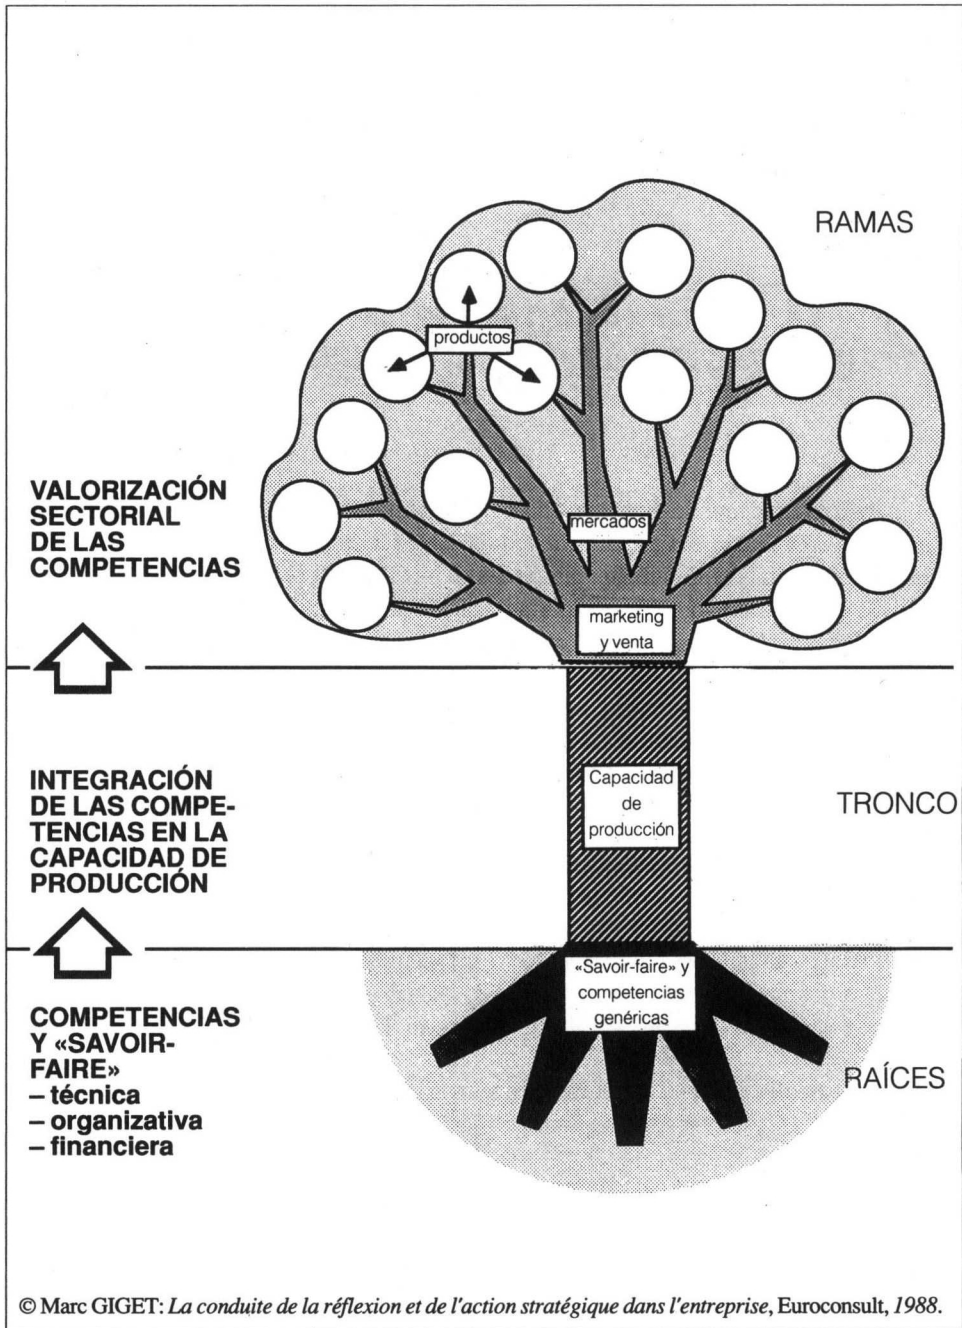 RAMAS
productos
VALORIZACIÓN
SECTORIAL
DE LAS
COMPETENCIAS
mercados
marketing
y venta
INTEGRACIÓN
DE LAS COMPE-
TENCIAS EN LA
CAPACIDAD DE
PRODUCCIÓN
Capacidad
de
producción
TRONCO
COMPETENCIAS
Y «SAVOIR-
FAIRE»
– técnica
– organizativa
– financiera
«Savoir-faire» y
competencias
genéricas
RAÍCES
© Marc GIGET: La conduite de la réflexion et de l'action stratégique dans l'entreprise, Euroconsult, 1988.